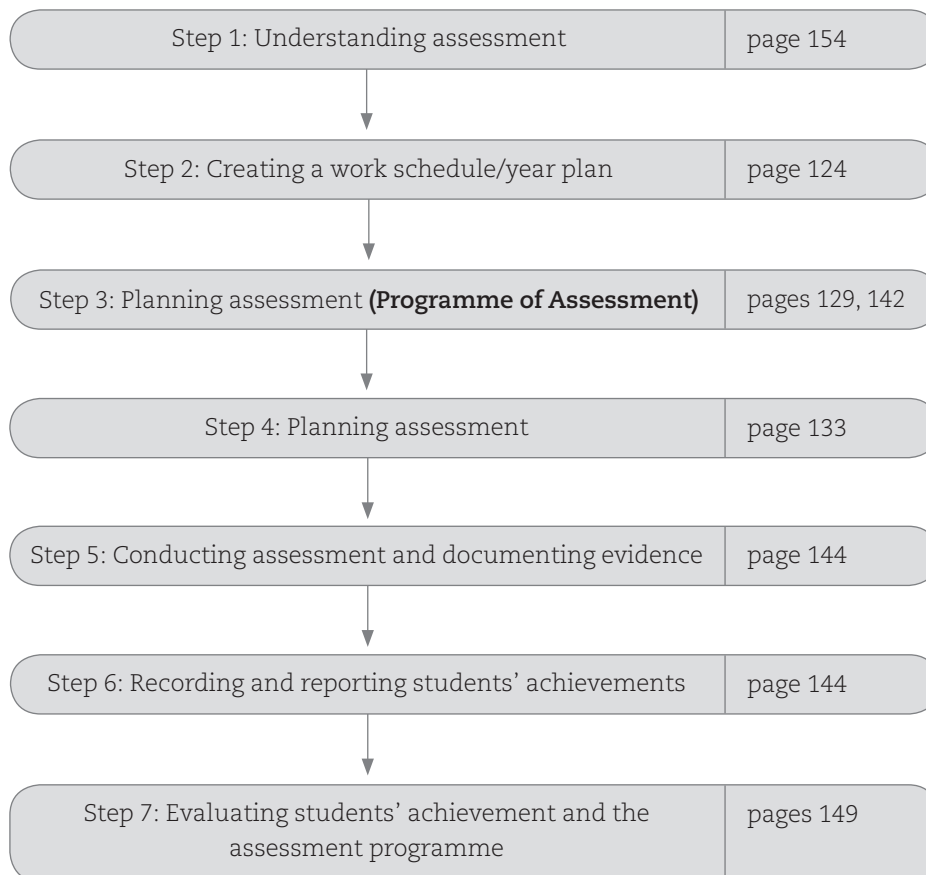 Step 1: Understanding assessment page 154
Step 2: Creating a work schedule/year plan page 124
Step 3: Planning assessment (Programme of Assessment) pages 129, 142
Step 4: Planning assessment page 133
Step 5: Conducting assessment and documenting evidence page 144
Step 6: Recording and reporting students’ achievements page 144
Step 7: Evaluating students’ achievement and the pages 149
assessment programme